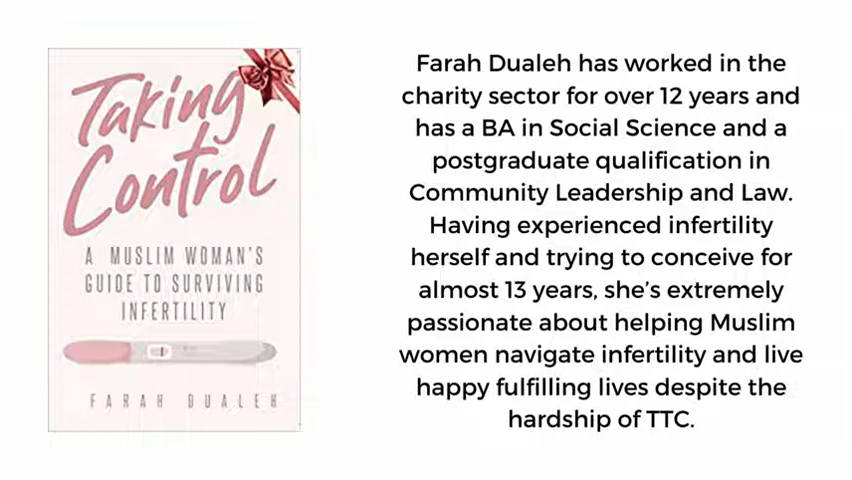 Taking
Control
A MUSLIM WOMAN'S
GUIDE TO SURVIVING
INFERTILITY
FARAH DUALEH
Farah Dualeh has worked in the
charity sector for over 12 years and
has a BA in Social Science and a
postgraduate qualification in
Community Leadership and Law.
Having experienced infertility
herself and trying to conceive for
almost 13 years, she's extremely
passionate about helping Muslim
women navigate infertility and live
happy fulfilling lives despite the
hardship of TTC.